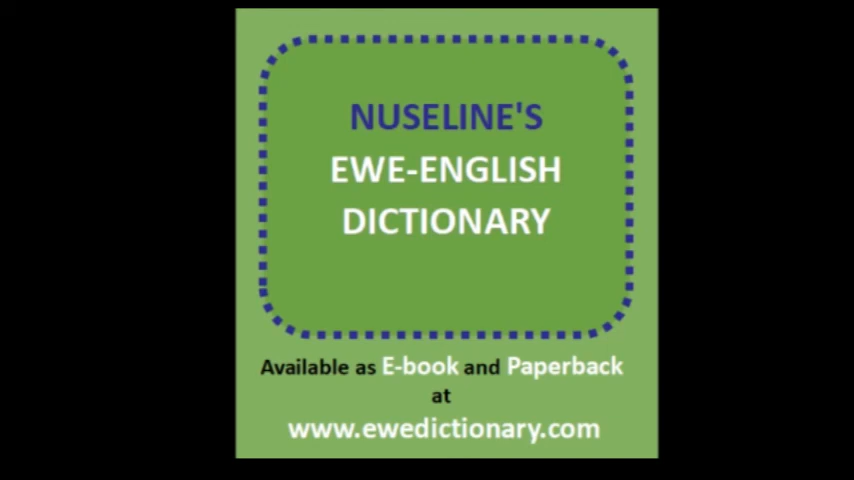 NUSELINE'S
EWE-ENGLISH
DICTIONARY
Available as E-book and Paperback
at
www.ewedictionary.com